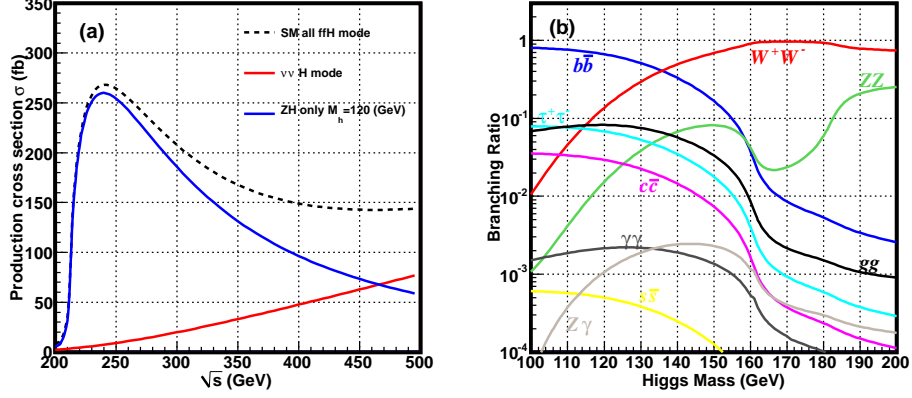 (a)
SM all ffH mode
νν H mode
ZH only M_h =120 (GeV)
Production cross section σ (fb)
350
300
250
200
150
100
50
0
200 250 300 350 400 450 500
√s (GeV)
(b)
bb̄
W⁺W⁻
ZZ
τ⁺τ⁻
cc̄
γγ
gg
ss̄
Zγ
Branching Ratio
1
10⁻¹
10⁻²
10⁻³
10⁻⁴
100 110 120 130 140 150 160 170 180 190 200
Higgs Mass (GeV)